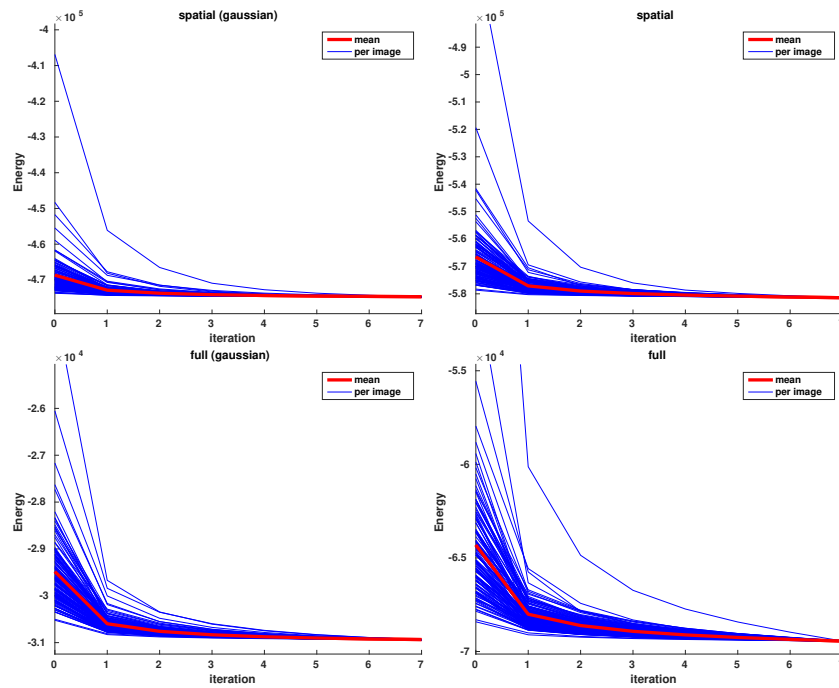 spatial (gaussian)
× 10^5
-4
-4.1
-4.2
-4.3
-4.4
-4.5
-4.6
-4.7
Energy
0 1 2 3 4 5 6 7
iteration
mean
per image
spatial
× 10^5
-4.9
-5
-5.1
-5.2
-5.3
-5.4
-5.5
-5.6
-5.7
-5.8
Energy
0 1 2 3 4 5 6
iteration
mean
per image
full (gaussian)
× 10^4
-2.6
-2.7
-2.8
-2.9
-3
-3.1
Energy
0 1 2 3 4 5 6 7
iteration
mean
per image
full
× 10^4
-5.5
-6
-6.5
-7
Energy
0 1 2 3 4 5 6
iteration
mean
per image